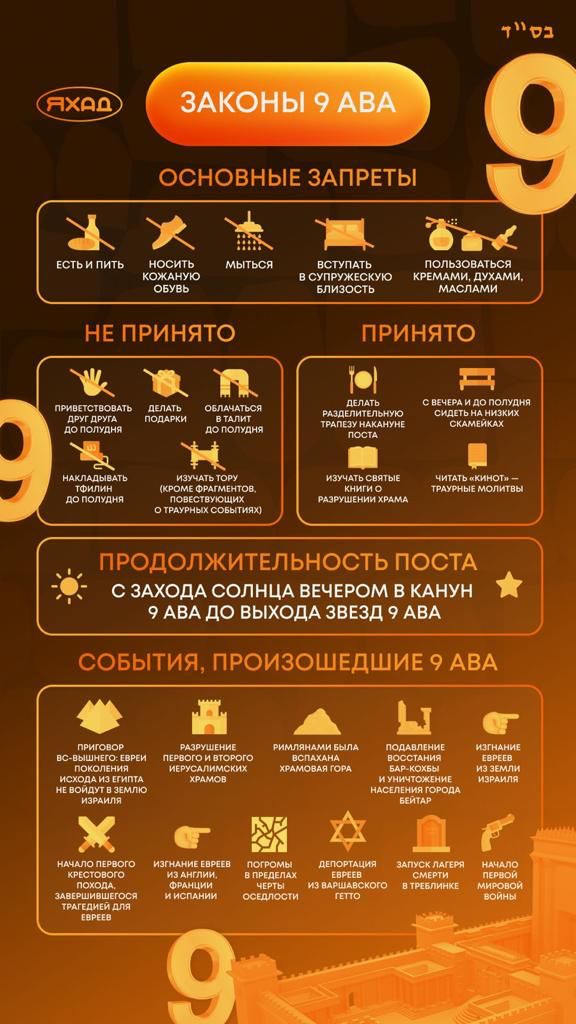 בס"ד
ЯХАД
ЗАКОНЫ 9 АВА
9
ОСНОВНЫЕ ЗАПРЕТЫ
ЕСТЬ И ПИТЬ
НОСИТЬ
КОЖАНУЮ
ОБУВЬ
МЫТЬСЯ
ВСТУПАТЬ
В СУПРУЖЕСКУЮ
БЛИЗОСТЬ
ПОЛЬЗОВАТЬСЯ
КРЕМАМИ, ДУХАМИ,
МАСЛАМИ
НЕ ПРИНЯТО
ПРИВЕТСТВОВАТЬ
ДРУГ ДРУГА
ДО ПОЛУДНЯ
ДЕЛАТЬ
ПОДАРКИ
ОБЛАЧАТЬСЯ
В ТАЛИТ
ДО ПОЛУДНЯ
НАКЛАДЫВАТЬ
ТФИЛИН
ДО ПОЛУДНЯ
ИЗУЧАТЬ ТОРУ
(КРОМЕ ФРАГМЕНТОВ,
ПОВЕСТВУЮЩИХ
О ТРАУРНЫХ СОБЫТИЯХ)
9
ПРИНЯТО
ДЕЛАТЬ
РАЗДЕЛИТЕЛЬНУЮ
ТРАПЕЗУ НАКАНУНЕ
ПОСТА
С ВЕЧЕРА И ДО ПОЛУДНЯ
СИДЕТЬ НА НИЗКИХ
СКАМЕЙКАХ
ИЗУЧАТЬ СВЯТЫЕ
КНИГИ О
РАЗРУШЕНИИ ХРАМА
ЧИТАТЬ «КИНОТ» —
ТРАУРНЫЕ МОЛИТВЫ
ПРОДОЛЖИТЕЛЬНОСТЬ ПОСТА
С ЗАХОДА СОЛНЦА ВЕЧЕРОМ В КАНУН
9 АВА ДО ВЫХОДА ЗВЕЗД 9 АВА
СОБЫТИЯ, ПРОИЗОШЕДШИЕ 9 АВА
ПРИГОВОР
ВС-ВЫШНЕГО: ЕВРЕИ
ПОКОЛЕНИЯ
ИСХОДА ИЗ ЕГИПТА
НЕ ВОЙДУТ В ЗЕМЛЮ
ИЗРАИЛЯ
РАЗРУШЕНИЕ
ПЕРВОГО И ВТОРОГО
ИЕРУСАЛИМСКИХ
ХРАМОВ
РИМЛЯНАМИ БЫЛА
ВСПАХАНА
ХРАМОВАЯ ГОРА
ПОДАВЛЕНИЕ
ВОССТАНИЯ
БАР-КОХБЫ
И УНИЧТОЖЕНИЕ
НАСЕЛЕНИЯ ГОРОДА
БЕЙТАР
ИЗГНАНИЕ
ЕВРЕЕВ
ИЗ ЗЕМЛИ
ИЗРАИЛЯ
НАЧАЛО ПЕРВОГО
КРЕСТОВОГО
ПОХОДА,
ЗАВЕРШИВШЕГОСЯ
ТРАГЕДИЕЙ ДЛЯ
ЕВРЕЕВ
ИЗГНАНИЕ ЕВРЕЕВ
ИЗ АНГЛИИ,
ФРАНЦИИ
И ИСПАНИИ
ПОГРОМЫ
В ПРЕДЕЛАХ
ЧЕРТЫ
ОСЕДЛОСТИ
ДЕПОРТАЦИЯ
ЕВРЕЕВ
ИЗ ВАРШАВСКОГО
ГЕТТО
ЗАПУСК ЛАГЕРЯ
СМЕРТИ
В ТРЕБЛИНКЕ
НАЧАЛО
ПЕРВОЙ
МИРОВОЙ
ВОЙНЫ
9